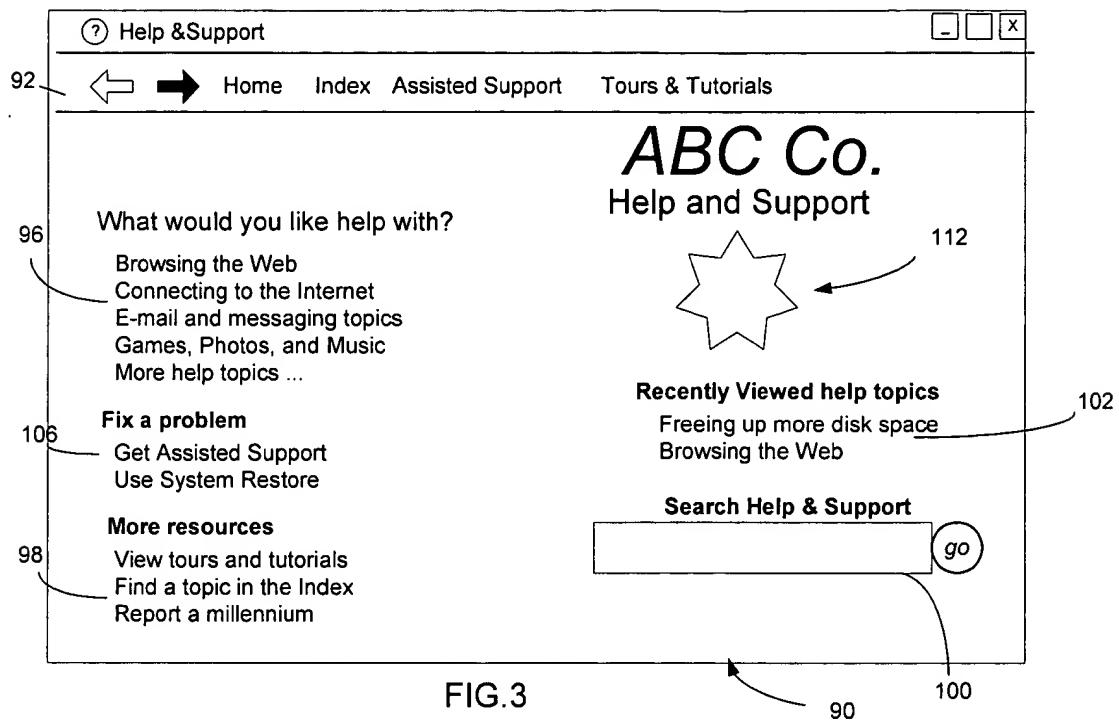 ? Help &Support _ X
92
Home Index Assisted Support Tours & Tutorials
ABC Co.
Help and Support
112
What would you like help with?
96
Browsing the Web
Connecting to the Internet
E-mail and messaging topics
Games, Photos, and Music
More help topics ...
Fix a problem
106
Get Assisted Support
Use System Restore
More resources
98
View tours and tutorials
Find a topic in the Index
Report a millennium
Recently Viewed help topics
102
Freeing up more disk space
Browsing the Web
Search Help & Support
go
100
90
FIG.3